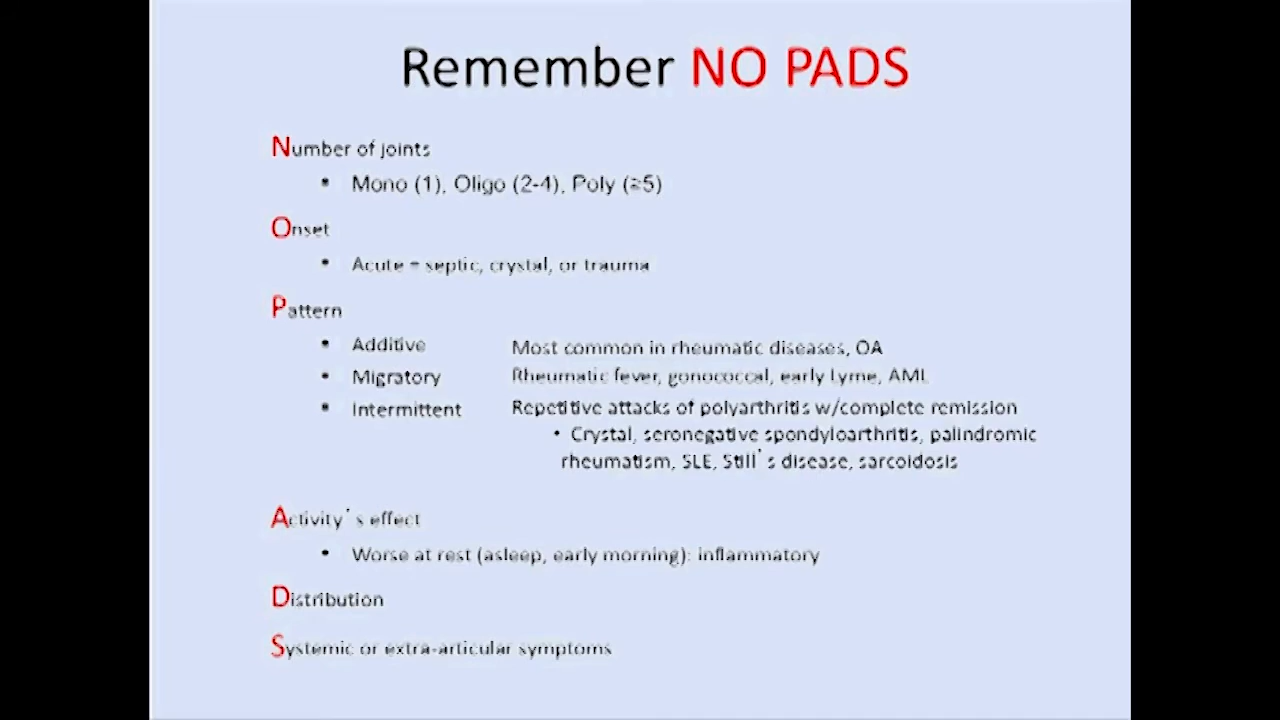 Remember NO PADS
Number of joints
• Mono (1), Oligo (2-4), Poly (≥5)
Onset
• Acute = septic, crystal, or trauma
Pattern
• Additive Most common in rheumatic diseases, OA
• Migratory Rheumatic fever, gonococcal, early Lyme, AML
• Intermittent Repetitive attacks of polyarthritis w/complete remission
• Crystal, seronegative spondyloarthritis, palindromic
rheumatism, SLE, Still's disease, sarcoidosis
Activity's effect
• Worse at rest (asleep, early morning): inflammatory
Distribution
Systemic or extra-articular symptoms